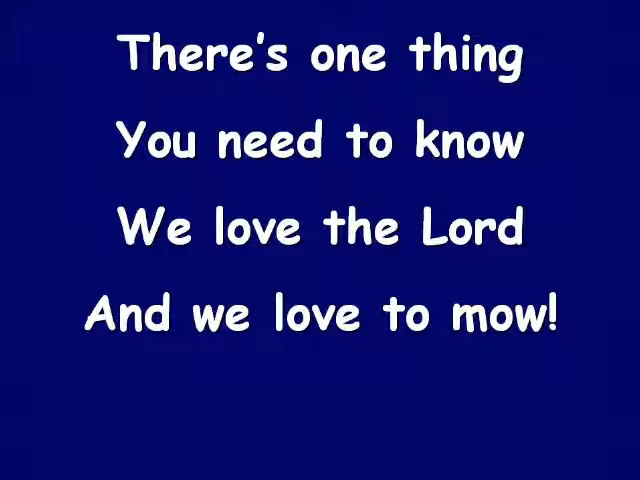 There's one thing
You need to know
We love the Lord
And we love to mow!